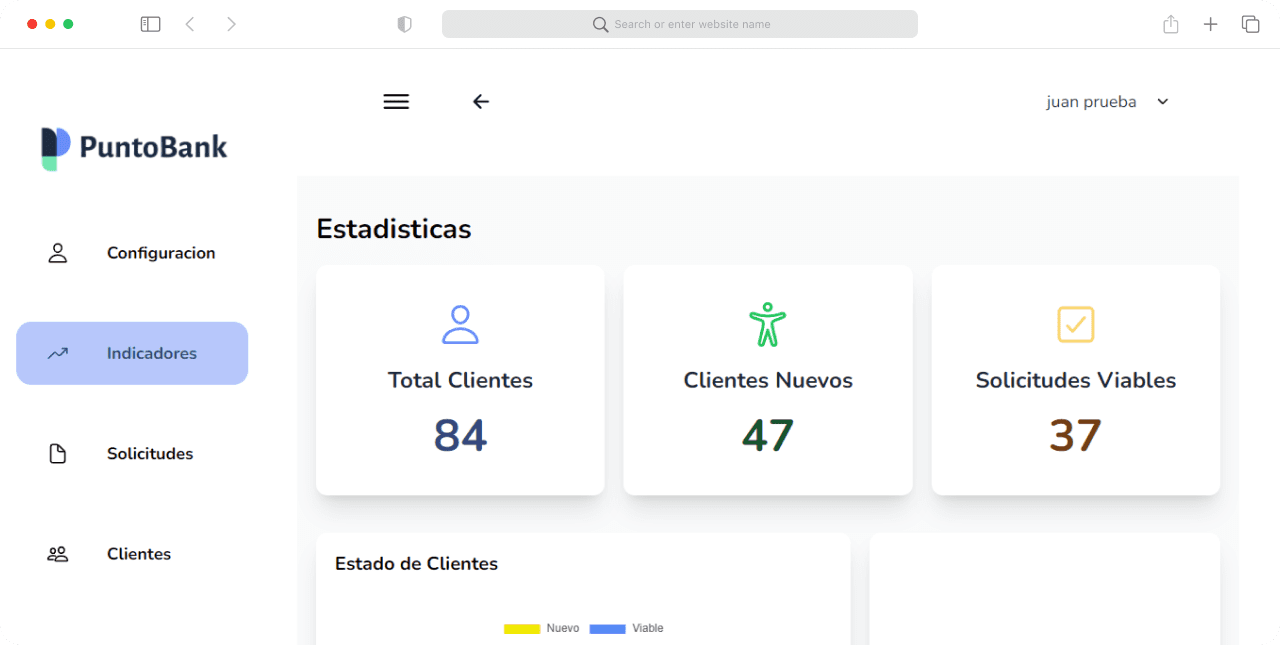 Search or enter website name
juan prueba
PuntoBank
Configuracion
Indicadores
Solicitudes
Clientes
Estadisticas
Total Clientes
84
Clientes Nuevos
47
Solicitudes Viables
37
Estado de Clientes
Nuevo Viable